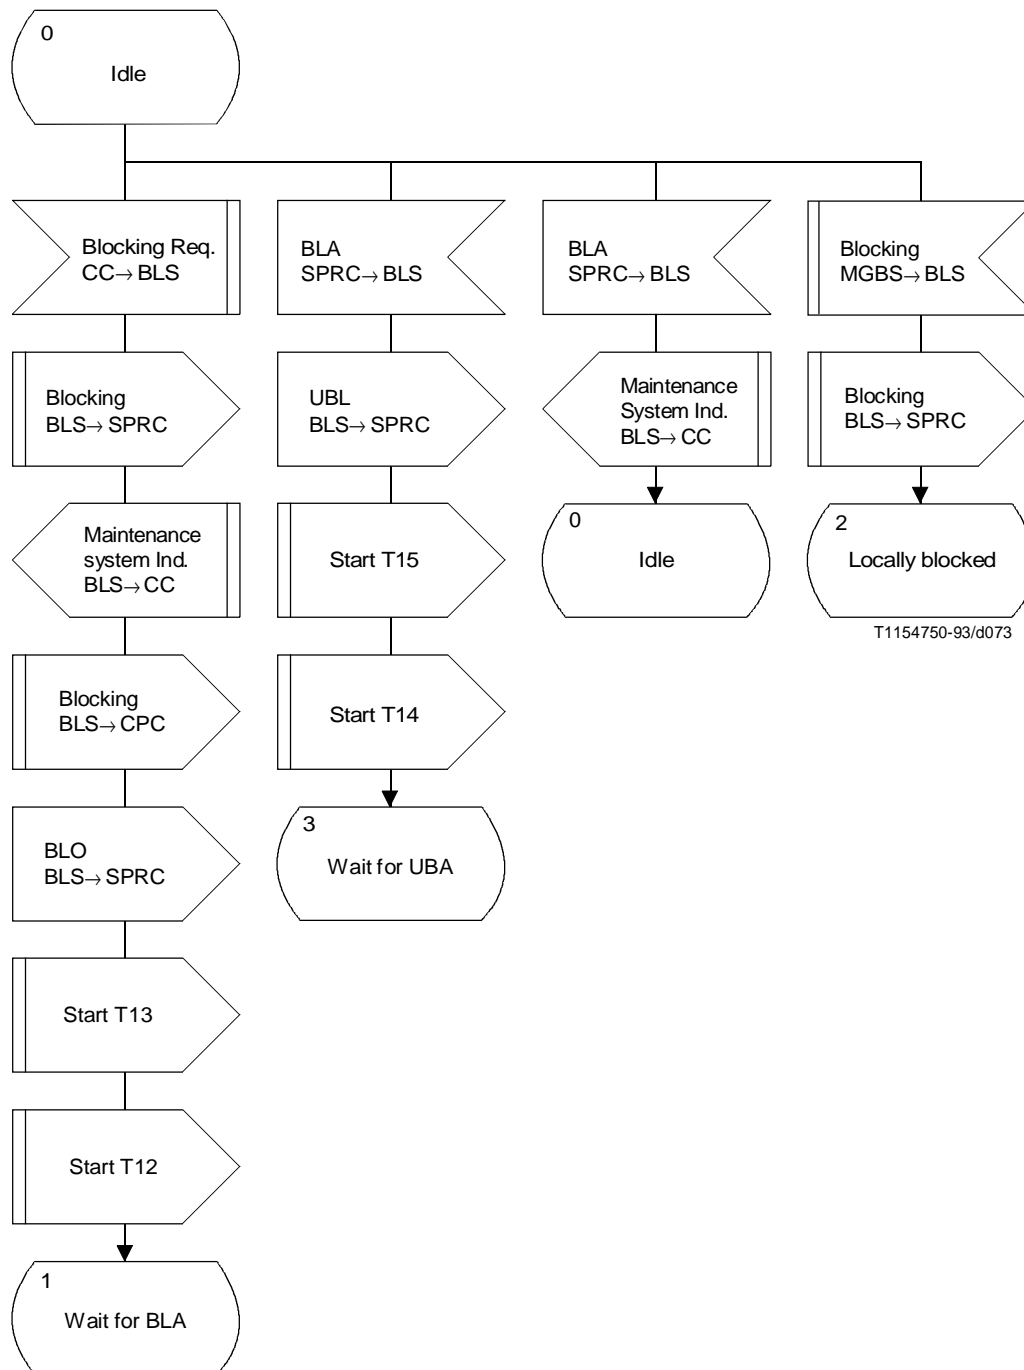 0
Idle
Blocking Req.
CC→BLS
Blocking
BLS→SPRC
Maintenance
system Ind.
BLS→CC
Blocking
BLS→CPC
BLO
BLS→SPRC
Start T13
Start T12
1
Wait for BLA
BLA
SPRC→BLS
UBL
BLS→SPRC
Start T15
Start T14
3
Wait for UBA
BLA
SPRC→BLS
Maintenance
System Ind.
BLS→CC
0
Idle
Blocking
MGBS→BLS
Blocking
BLS→SPRC
2
Locally blocked
T1154750-93/d073